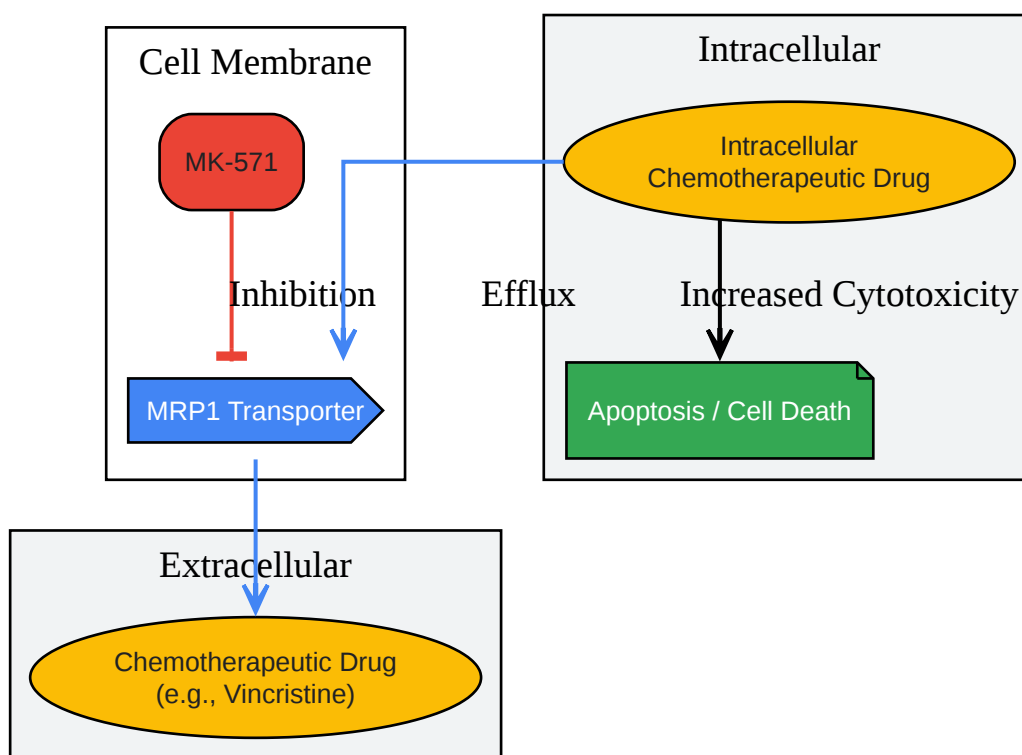 Cell Membrane
Intracellular
MK-571
Intracellular
Chemotherapeutic Drug
Inhibition
Efflux
Increased Cytotoxicity
MRP1 Transporter
Apoptosis / Cell Death
Extracellular
Chemotherapeutic Drug
(e.g., Vincristine)